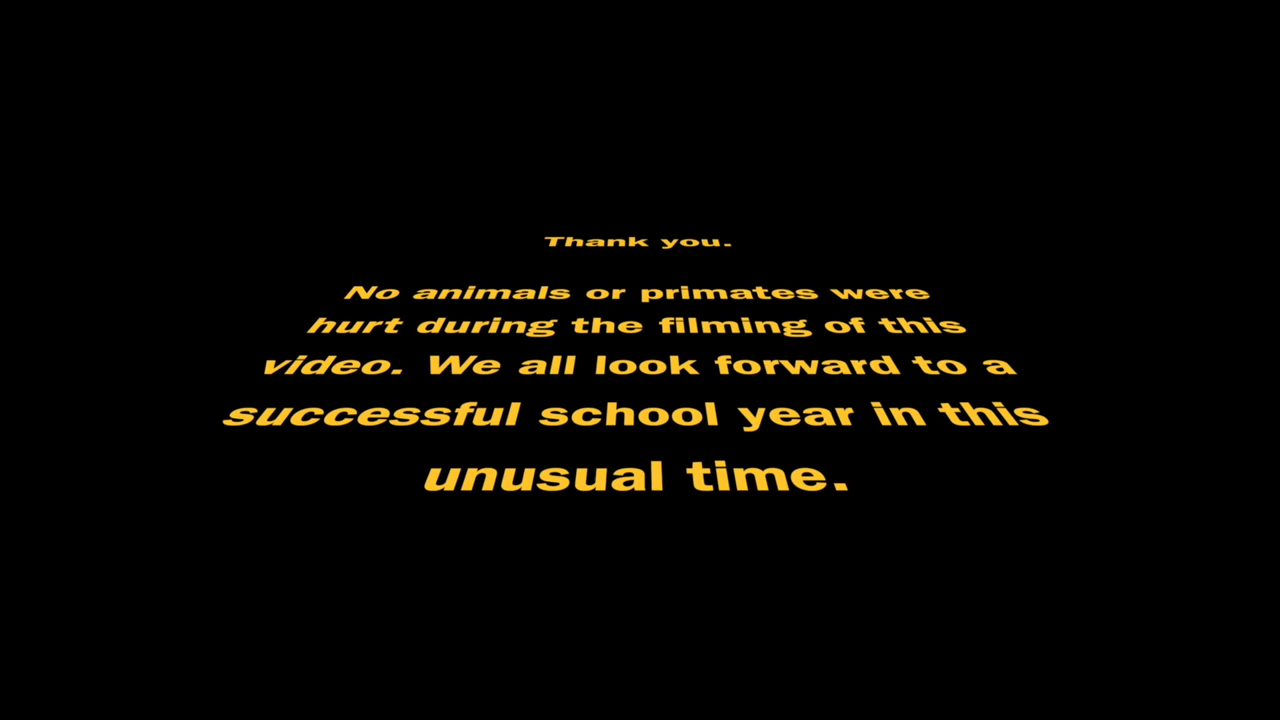 Thank you.
No animals or primates were
hurt during the filming of this
video. We all look forward to a
successful school year in this
unusual time.